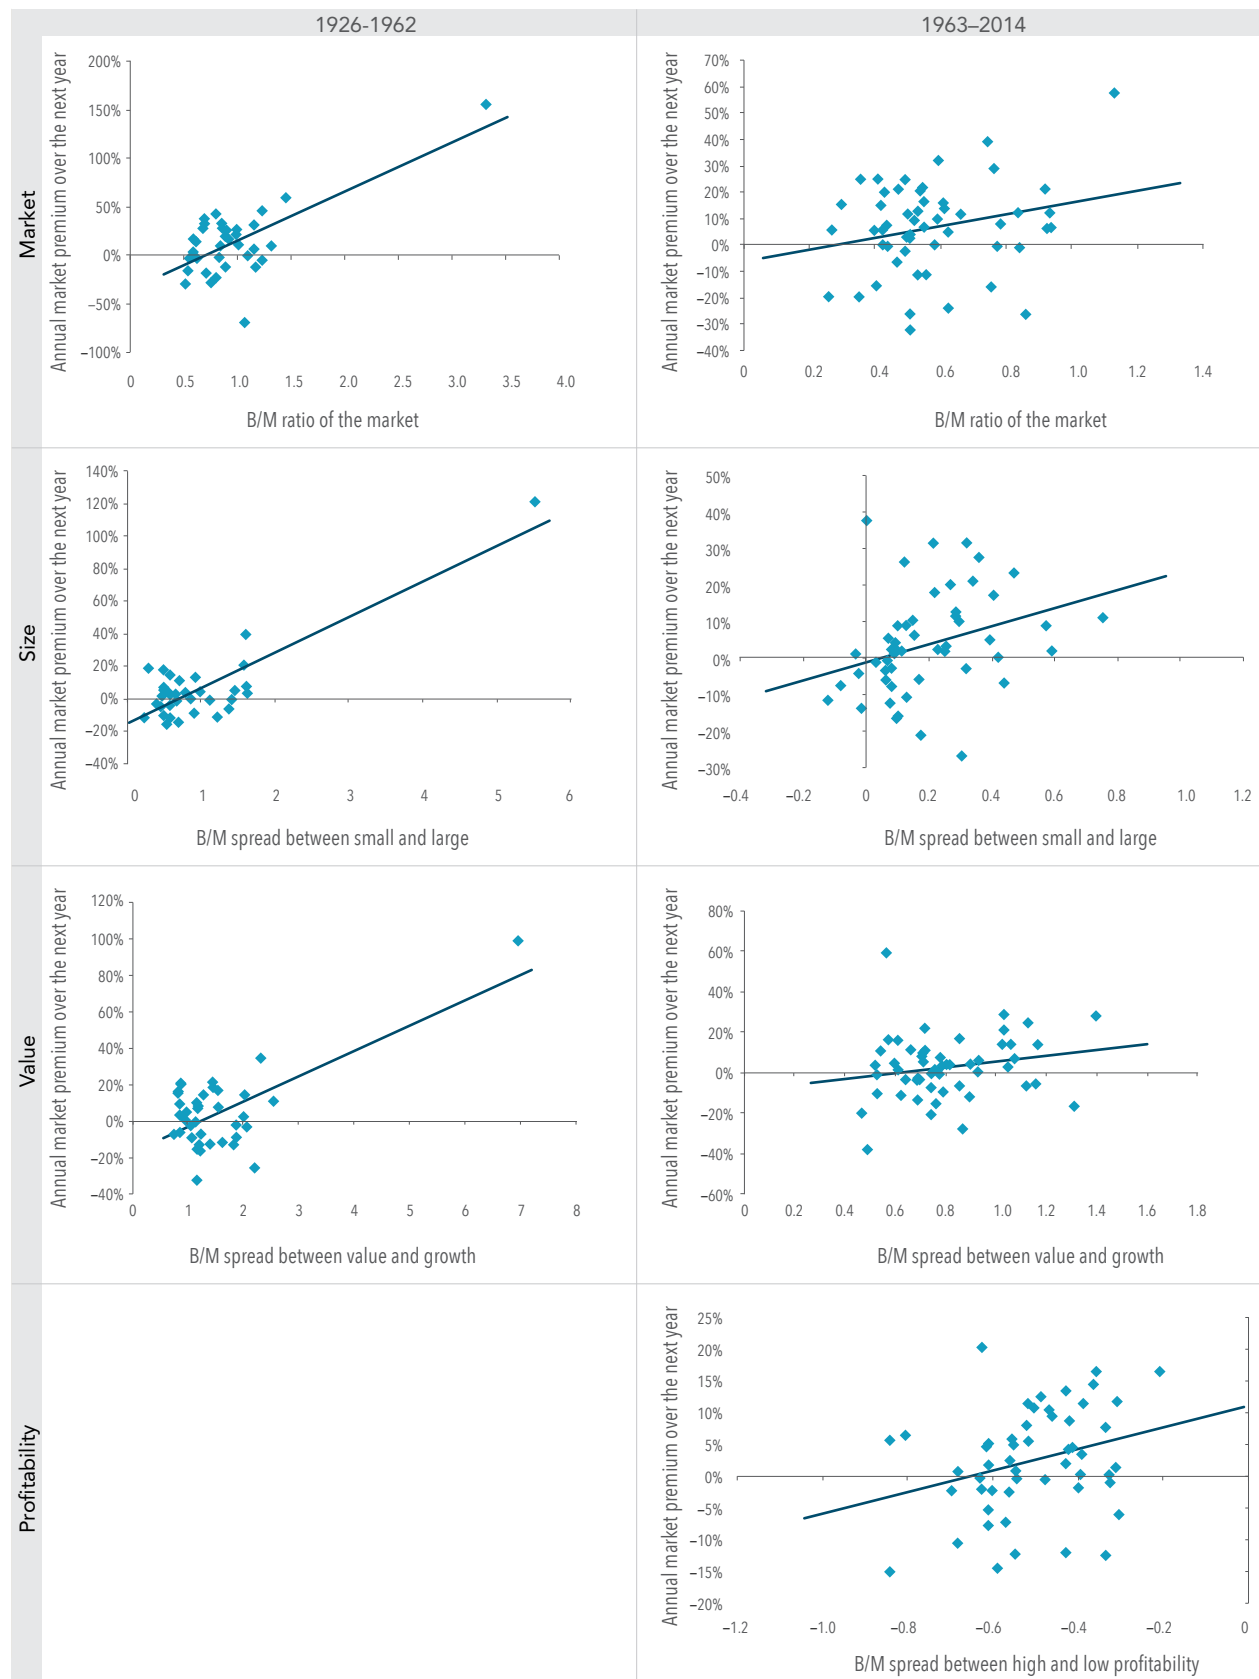 1926-1962
1963–2014
Market
Annual market premium over the next year
200%
150%
100%
50%
0%
–50%
–100%
0 0.5 1.0 1.5 2.0 2.5 3.0 3.5 4.0
B/M ratio of the market
Annual market premium over the next year
70%
60%
50%
40%
30%
20%
10%
0%
–10%
–20%
–30%
–40%
0 0.2 0.4 0.6 0.8 1.0 1.2 1.4
B/M ratio of the market
Size
Annual market premium over the next year
140%
120%
100%
80%
60%
40%
20%
0%
–20%
–40%
0 1 2 3 4 5 6
B/M spread between small and large
Annual market premium over the next year
50%
40%
30%
20%
10%
0%
–10%
–20%
–30%
–0.4 –0.2 0 0.2 0.4 0.6 0.8 1.0 1.2
B/M spread between small and large
Value
Annual market premium over the next year
120%
100%
80%
60%
40%
20%
0%
–20%
–40%
0 1 2 3 4 5 6 7 8
B/M spread between value and growth
Annual market premium over the next year
80%
60%
40%
20%
0%
–20%
–40%
–60%
0 0.2 0.4 0.6 0.8 1.0 1.2 1.4 1.6 1.8
B/M spread between value and growth
Profitability
Annual market premium over the next year
25%
20%
15%
10%
5%
0%
–5%
–10%
–15%
–20%
–1.2 –1.0 –0.8 –0.6 –0.4 –0.2 0
B/M spread between high and low profitability